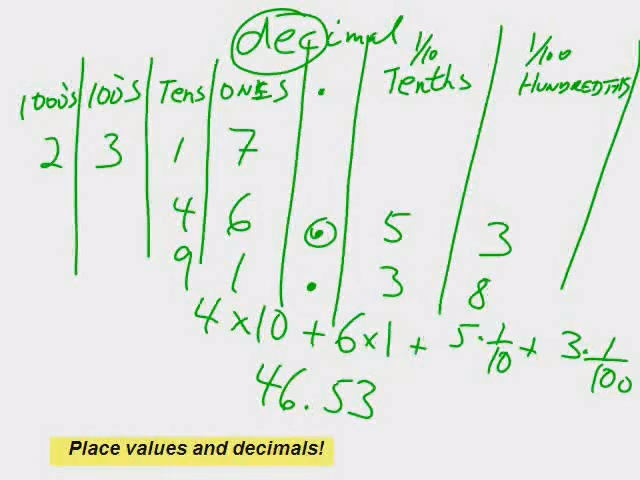 decimal
1/10 1/100
1000's 100's Tens ONES . Tenths HUNDREDTHS
2 3 1 7
4 6 . 5 3
9 1 . 3 8
4 × 10 + 6 × 1 + 5 · 1/10 + 3 · 1/100
46.53
Place values and decimals!